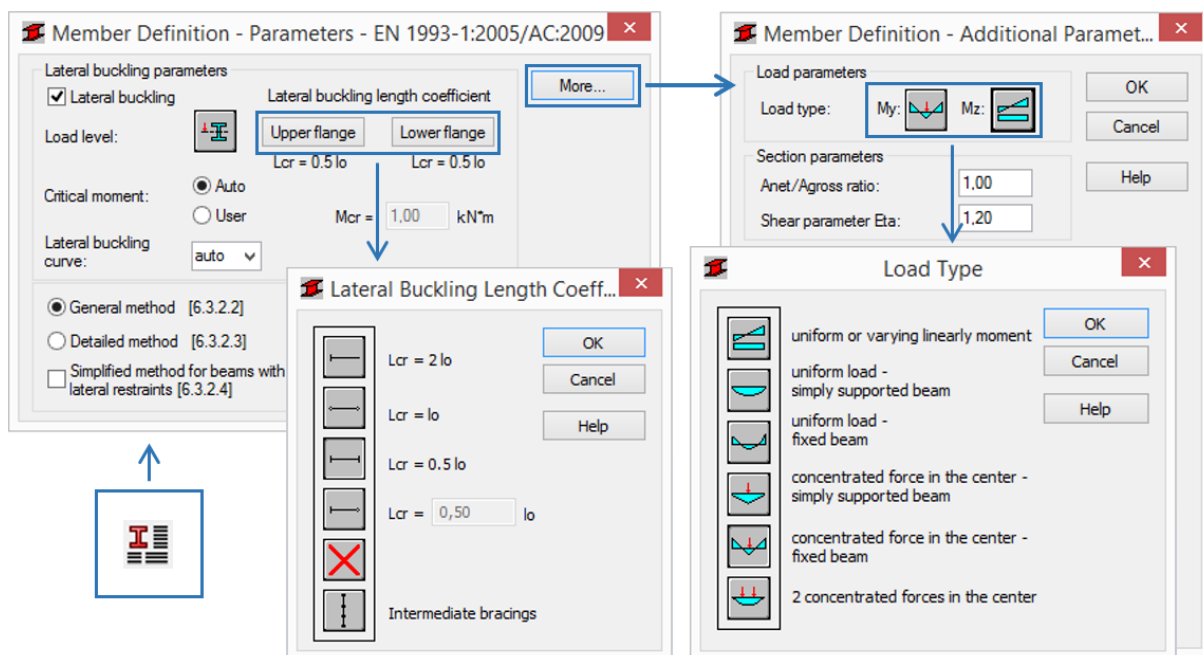 Member Definition - Parameters - EN 1993-1:2005/AC:2009
Lateral buckling parameters
Lateral buckling
Lateral buckling length coefficient
More...
Load level:
Upper flange
Lower flange
Lcr = 0.5 lo
Lcr = 0.5 lo
Critical moment:
Auto
User
Mcr = 1,00 kN*m
Lateral buckling
curve:
auto
General method [6.3.2.2]
Detailed method [6.3.2.3]
Simplified method for beams with
lateral restraints [6.3.2.4]
Member Definition - Additional Paramet...
Load parameters
Load type:
My:
Mz:
OK
Cancel
Help
Section parameters
Anet/Agross ratio:
1,00
Shear parameter Eta:
1,20
Lateral Buckling Length Coeff...
Lcr = 2 lo
Lcr = lo
Lcr = 0.5 lo
Lcr = 0,50 lo
Intermediate bracings
OK
Cancel
Help
Load Type
uniform or varying linearly moment
uniform load -
simply supported beam
uniform load -
fixed beam
concentrated force in the center -
simply supported beam
concentrated force in the center -
fixed beam
2 concentrated forces in the center
OK
Cancel
Help